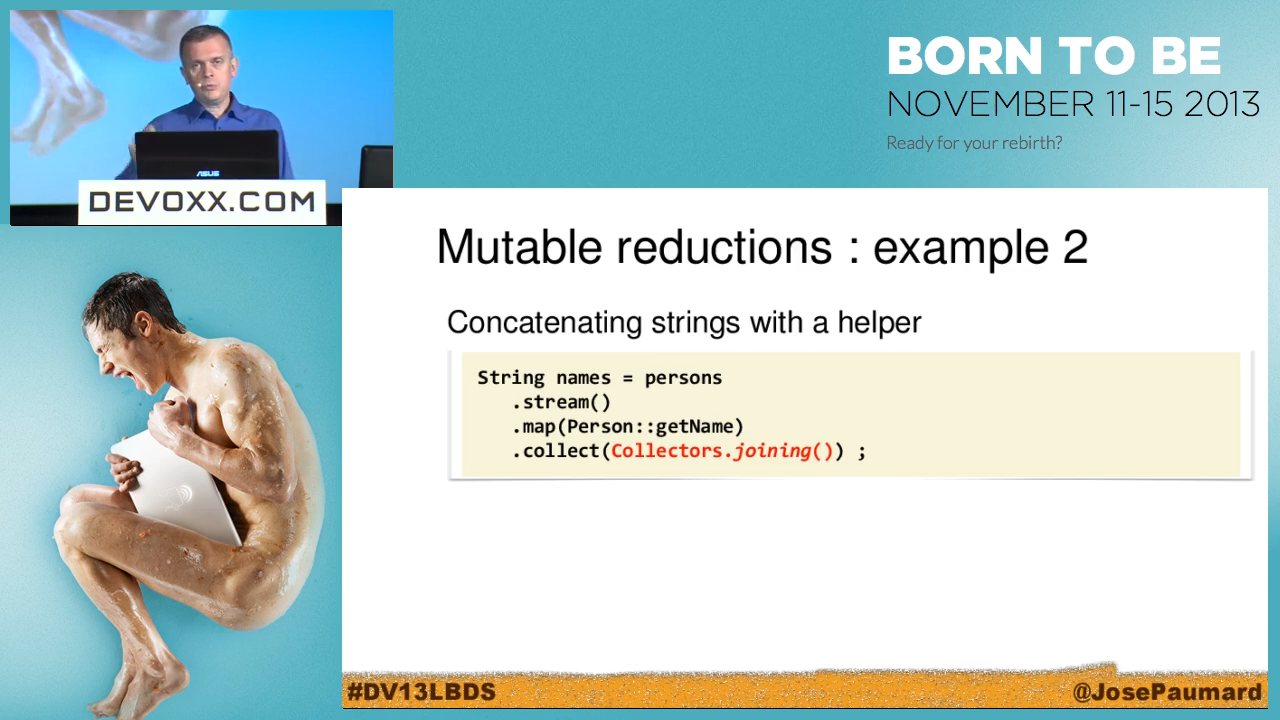 BORN TO BE
NOVEMBER 11-15 2013
Ready for your rebirth?
ASUS
DEVOXX.COM
Mutable reductions : example 2
Concatenating strings with a helper
String names = persons
.stream()
.map(Person::getName)
.collect(Collectors.joining()) ;
#DV13LBDS
@JosePaumard